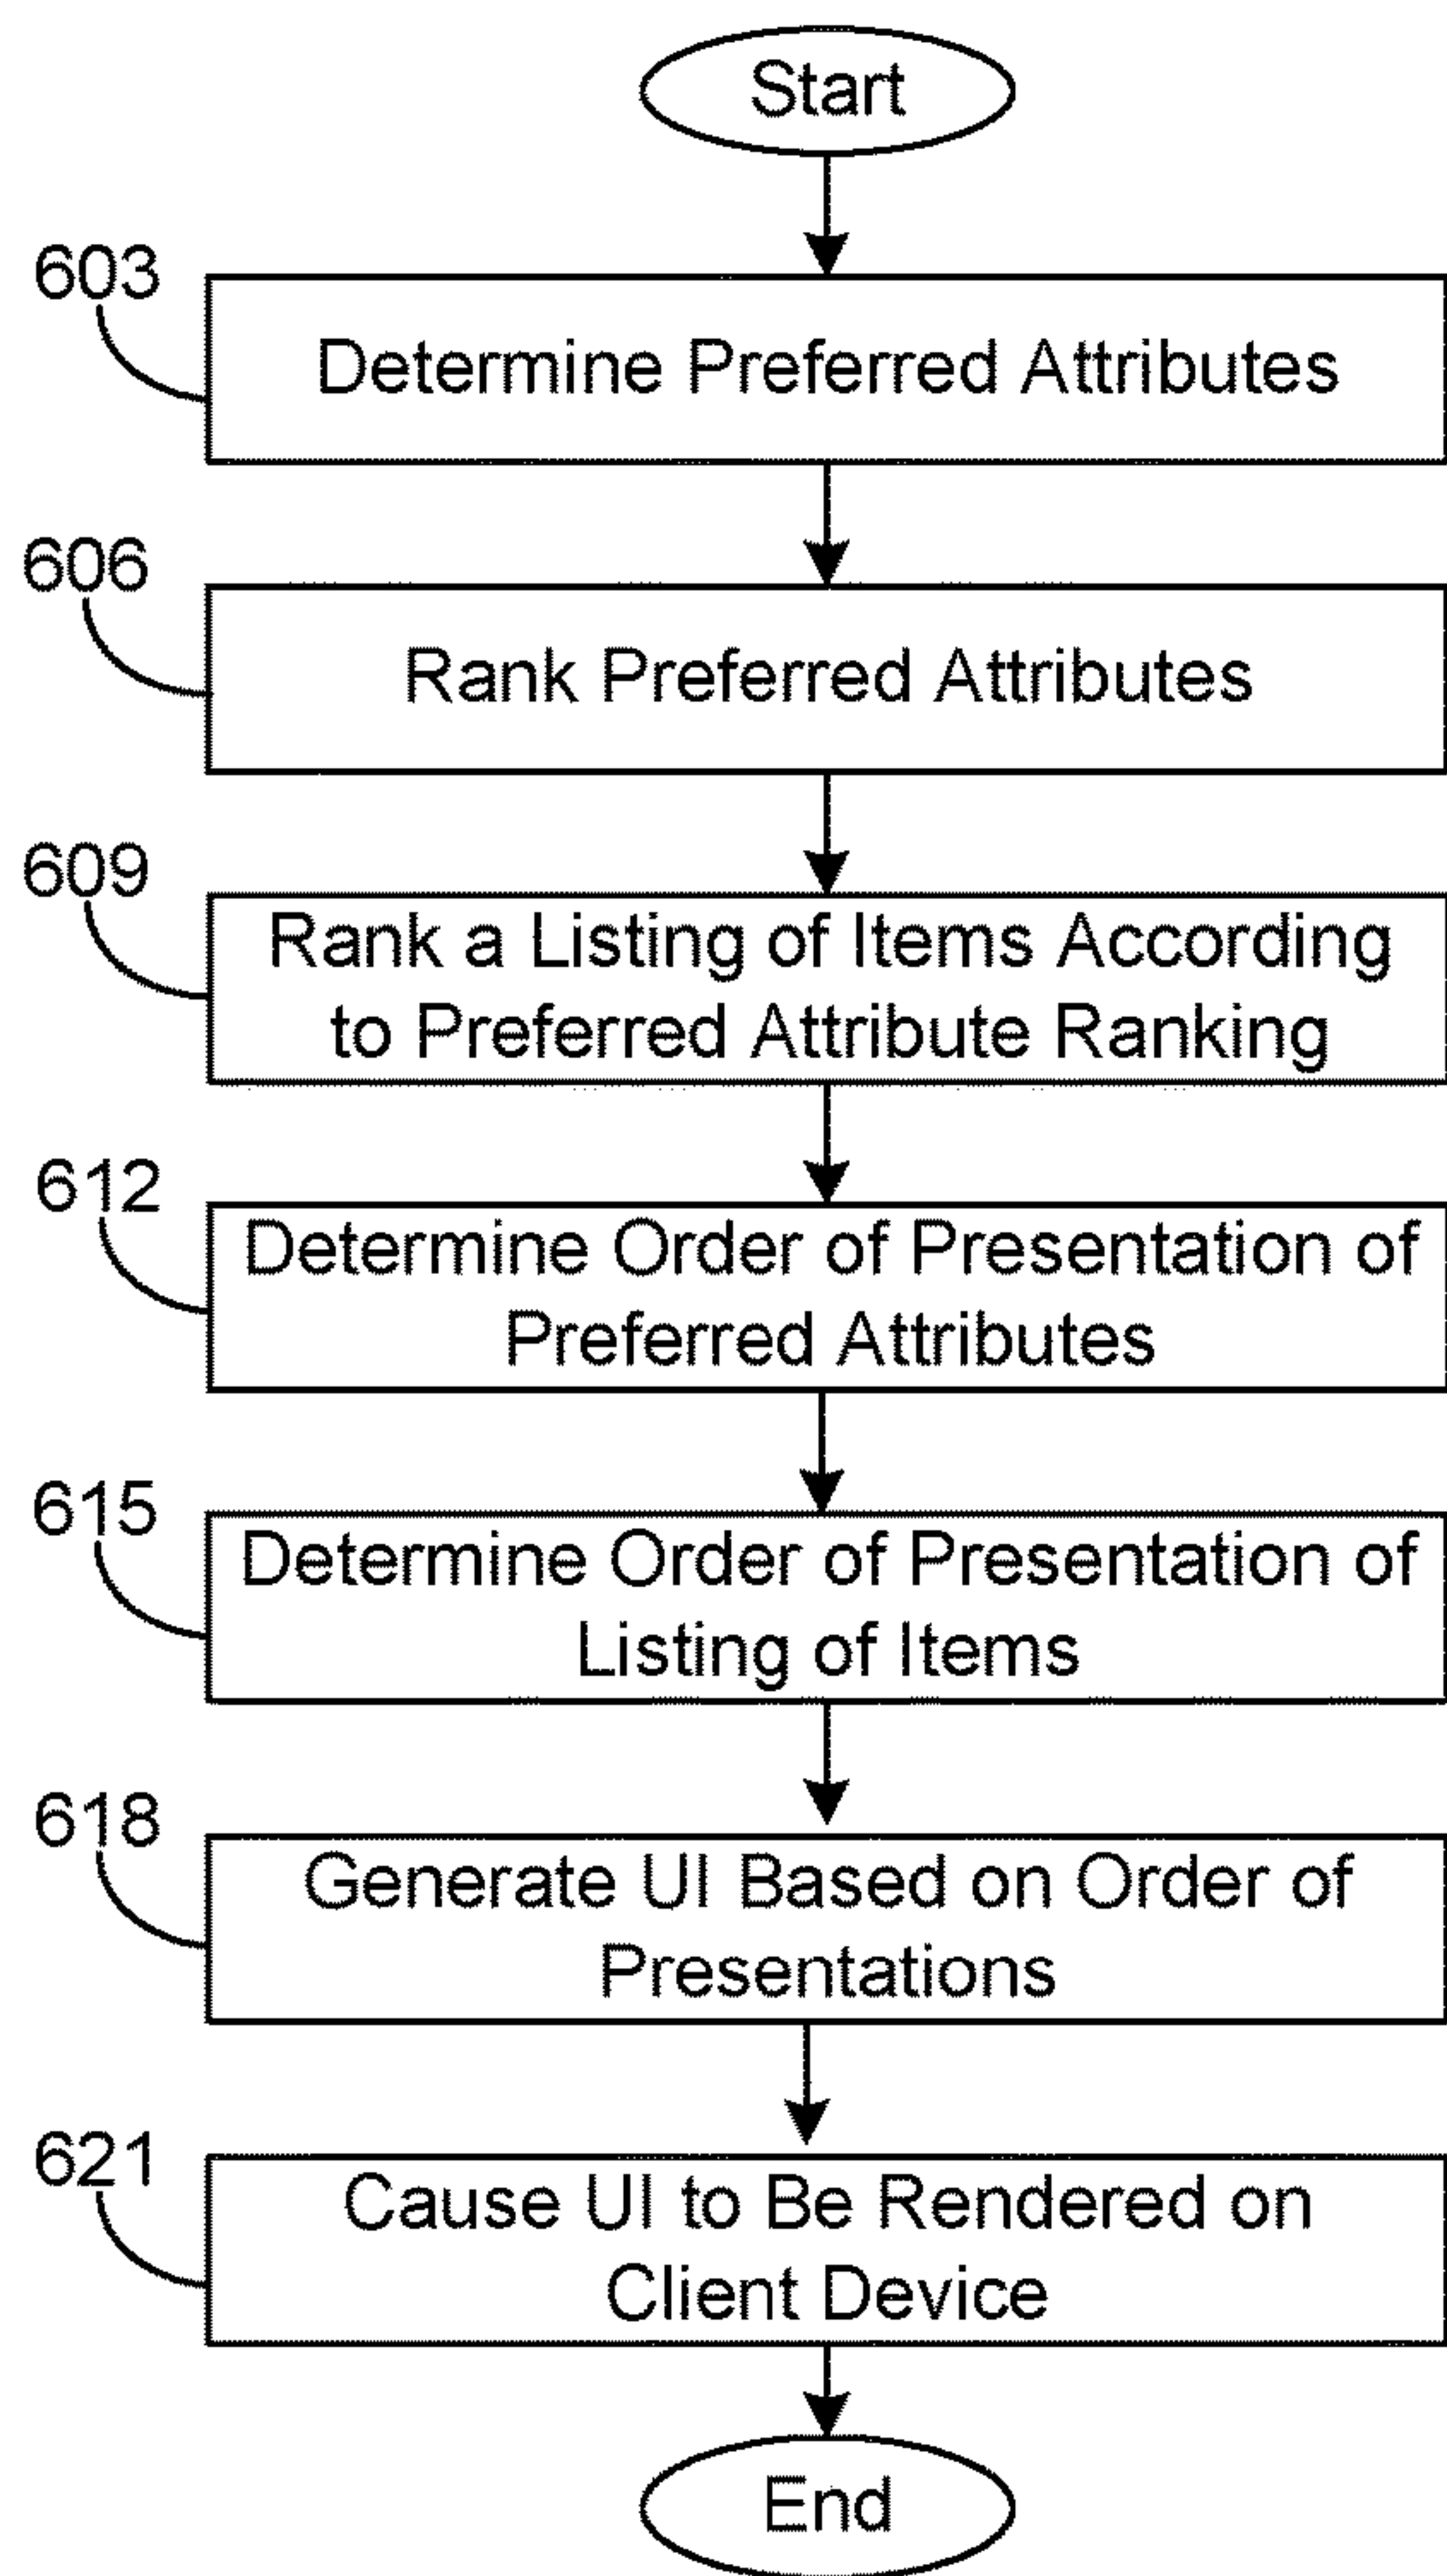 Start
603
Determine Preferred Attributes
606
Rank Preferred Attributes
609
Rank a Listing of Items According
to Preferred Attribute Ranking
612
Determine Order of Presentation of
Preferred Attributes
615
Determine Order of Presentation of
Listing of Items
618
Generate UI Based on Order of
Presentations
621
Cause UI to Be Rendered on
Client Device
End